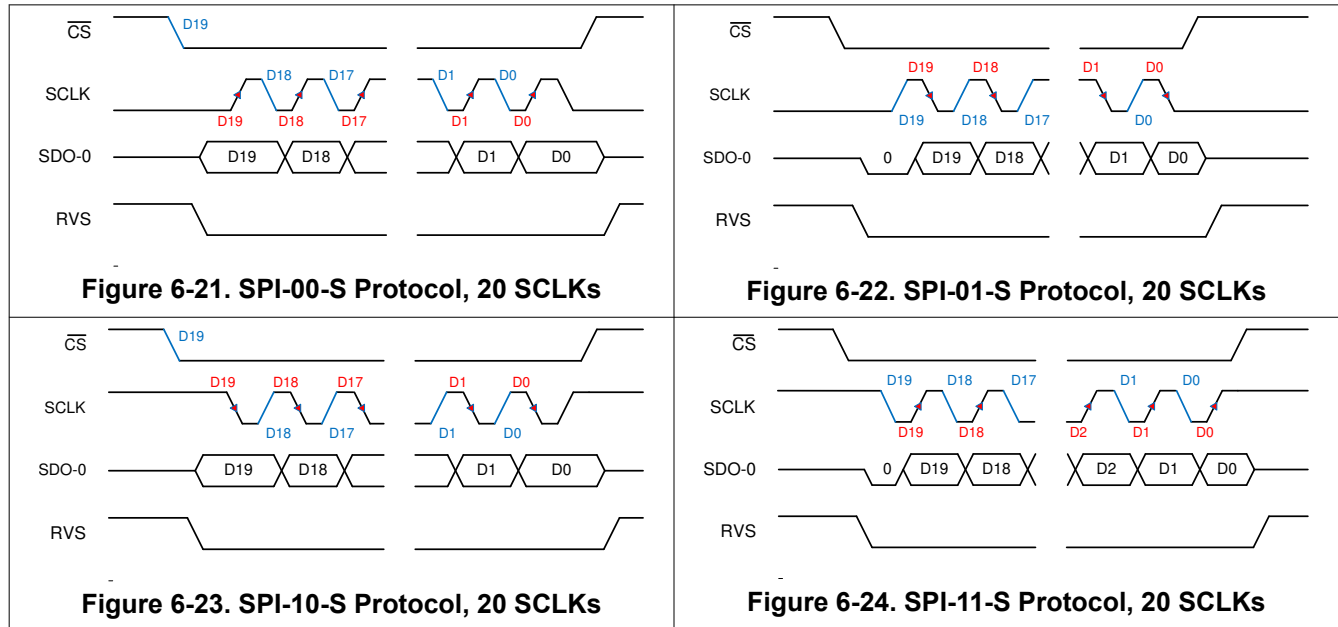 CS D19
D18 D17 D1 D0
SCLK
D19 D18 D17 D1 D0
SDO-0 D19 D18 D1 D0
RVS
Figure 6-21. SPI-00-S Protocol, 20 SCLKs
CS
D19 D18 D1 D0
SCLK
D19 D18 D17 D0
SDO-0 0 D19 D18 D1 D0
RVS
Figure 6-22. SPI-01-S Protocol, 20 SCLKs
CS D19
D19 D18 D17 D1 D0
SCLK
D18 D17 D1 D0
SDO-0 D19 D18 D1 D0
RVS
Figure 6-23. SPI-10-S Protocol, 20 SCLKs
CS
D19 D18 D17 D1 D0
SCLK
D19 D18 D2 D1 D0
SDO-0 0 D19 D18 D2 D1 D0
RVS
Figure 6-24. SPI-11-S Protocol, 20 SCLKs